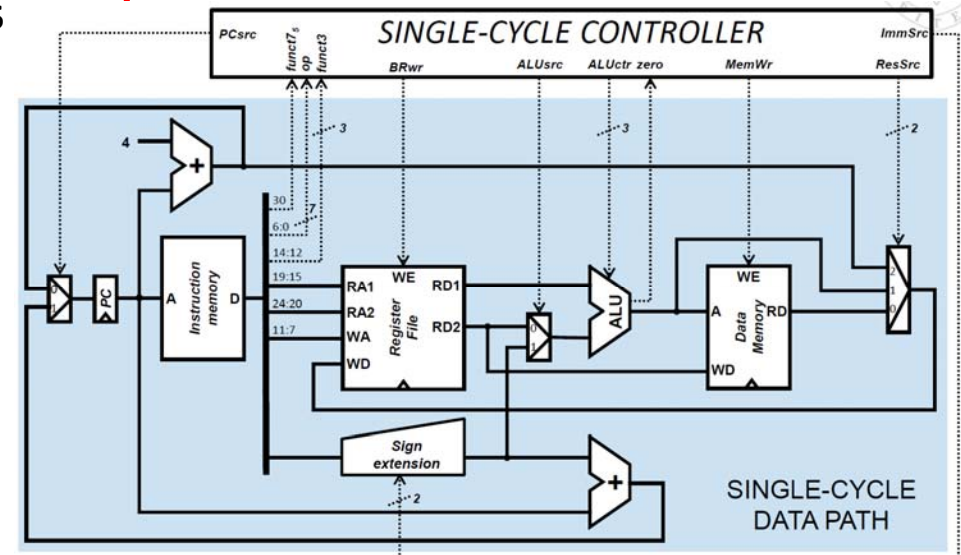 5
SINGLE-CYCLE CONTROLLER
PCsrc
funct7₅
op
funct3
BRwr
ALUsrc
ALUctr
zero
MemWr
ResSrc
ImmSrc
3
3
2
4
+
30
7
6:0
14:12
19:15
24:20
11:7
0
1
PC
A
Instruction
memory
D
WE
RA1
RA2
WA
WD
Register
File
RD1
RD2
0
1
ALU
WE
A
RD
Data
Memory
WD
2
1
0
Sign
extension
2
+
SINGLE-CYCLE
DATA PATH